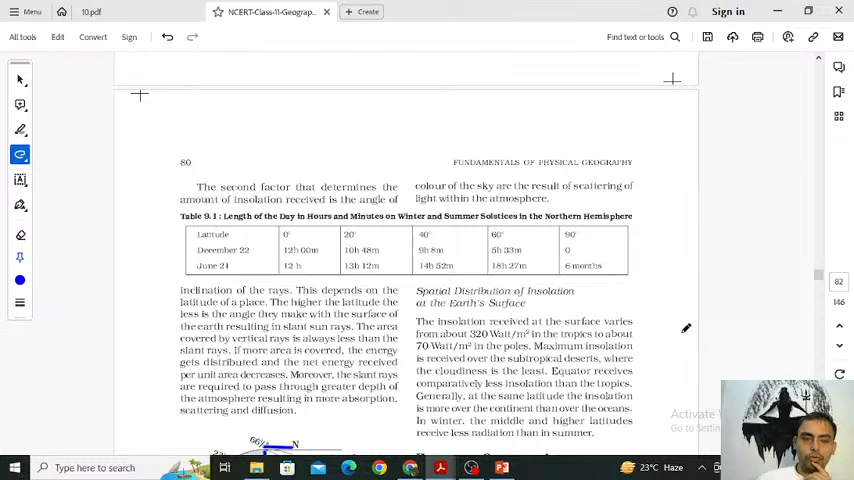 Menu
10.pdf
NCERT-Class-11-Geograp...
Create
Sign in
All tools
Edit
Convert
Sign
Find text or tools
80
FUNDAMENTALS OF PHYSICAL GEOGRAPHY
The second factor that determines the
amount of insolation received is the angle of
colour of the sky are the result of scattering of
light within the atmosphere.
Table 9.1 : Length of the Day in Hours and Minutes on Winter and Summer Solstices in the Northern Hemisphere
Latitude 0° 20° 40° 60° 90°
December 22 12h 00m 10h 48m 9h 8m 5h 33m 0
June 21 12 h 13h 12m 14h 52m 18h 27m 6 months
inclination of the rays. This depends on the
latitude of a place. The higher the latitude the
less is the angle they make with the surface of
the earth resulting in slant sun rays. The area
covered by vertical rays is always less than the
slant rays. If more area is covered, the energy
gets distributed and the net energy received
per unit area decreases. Moreover, the slant rays
are required to pass through greater depth of
the atmosphere resulting in more absorption,
scattering and diffusion.
66½°
N
Spatial Distribution of Insolation
at the Earth's Surface
The insolation received at the surface varies
from about 320 Watt/m² in the tropics to about
70 Watt/m² in the poles. Maximum insolation
is received over the subtropical deserts, where
the cloudiness is the least. Equator receives
comparatively less insolation than the tropics.
Generally, at the same latitude the insolation
is more over the continent than over the oceans.
In winter, the middle and higher latitudes
receive less radiation than in summer.
82
146
Activate
Go to Setting
Type here to search
23°C Haze